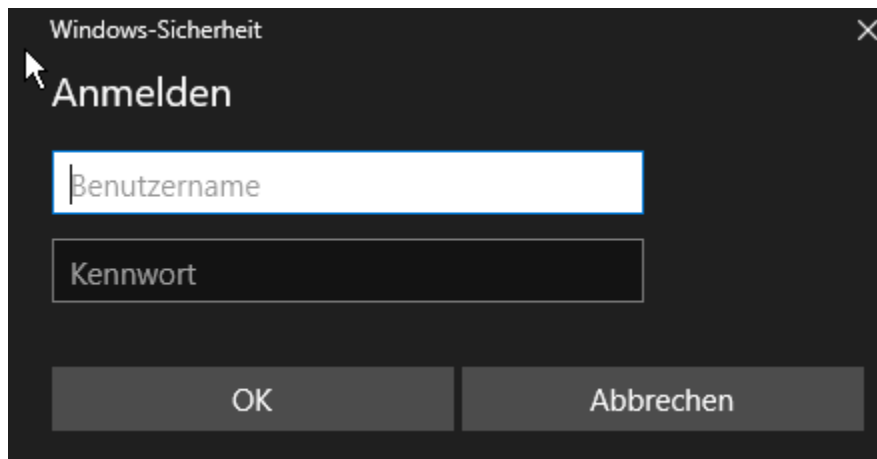 Windows-Sicherheit
Anmelden
Benutzername
Kennwort
OK Abbrechen